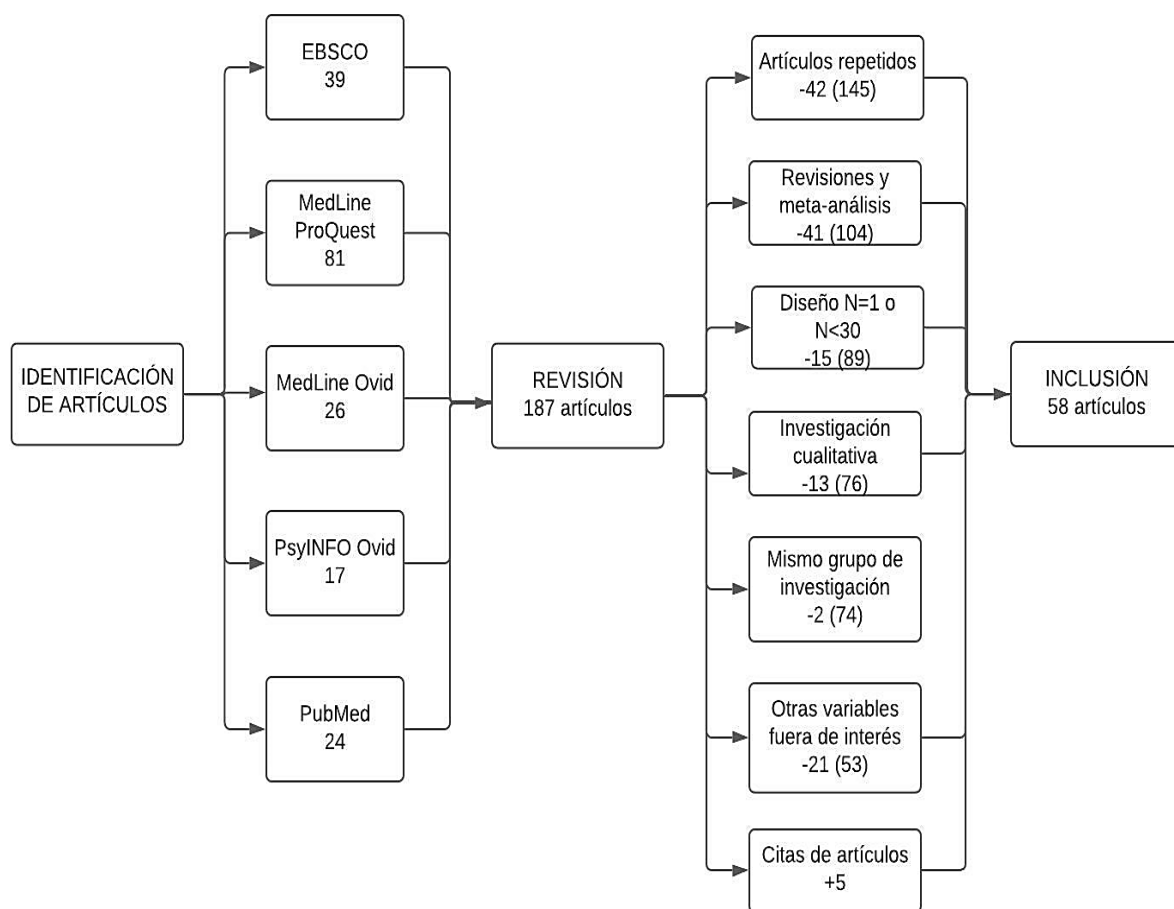 IDENTIFICACIÓN
DE ARTÍCULOS
EBSCO
39
MedLine
ProQuest
81
MedLine Ovid
26
PsyINFO Ovid
17
PubMed
24
REVISIÓN
187 artículos
Artículos repetidos
-42 (145)
Revisiones y
meta-análisis
-41 (104)
Diseño N=1 o
N<30
-15 (89)
Investigación
cualitativa
-13 (76)
Mismo grupo de
investigación
-2 (74)
Otras variables
fuera de interés
-21 (53)
Citas de artículos
+5
INCLUSIÓN
58 artículos